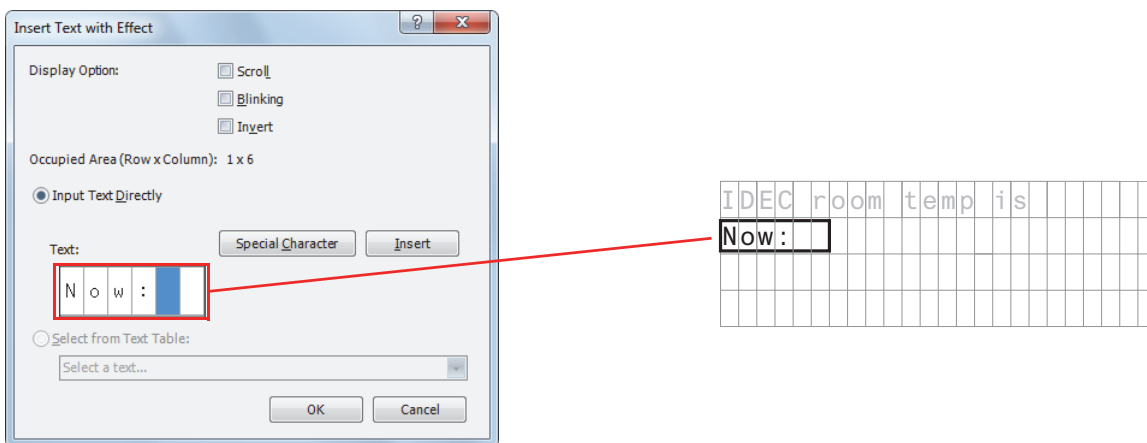 Insert Text with Effect
Display Option:
Scroll
Blinking
Invert
Occupied Area (Row x Column): 1 x 6
Input Text Directly
Text:
Special Character
Insert
Now:
Select from Text Table:
Select a text...
OK
Cancel
IDEC room temp is
Now: